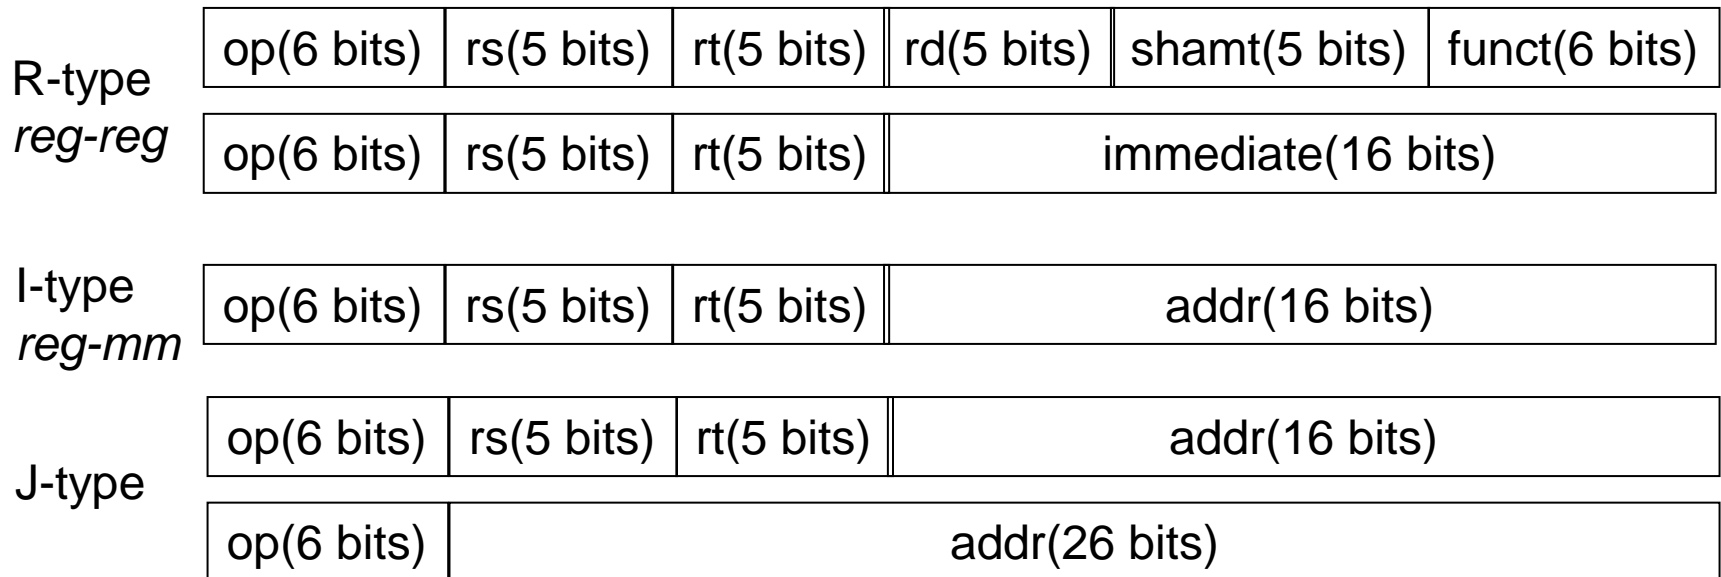 op(6 bits) rs(5 bits) rt(5 bits) rd(5 bits) shamt(5 bits) funct(6 bits)
R-type
reg-reg
op(6 bits) rs(5 bits) rt(5 bits) immediate(16 bits)
I-type
reg-mm
op(6 bits) rs(5 bits) rt(5 bits) addr(16 bits)
op(6 bits) rs(5 bits) rt(5 bits) addr(16 bits)
J-type
op(6 bits) addr(26 bits)